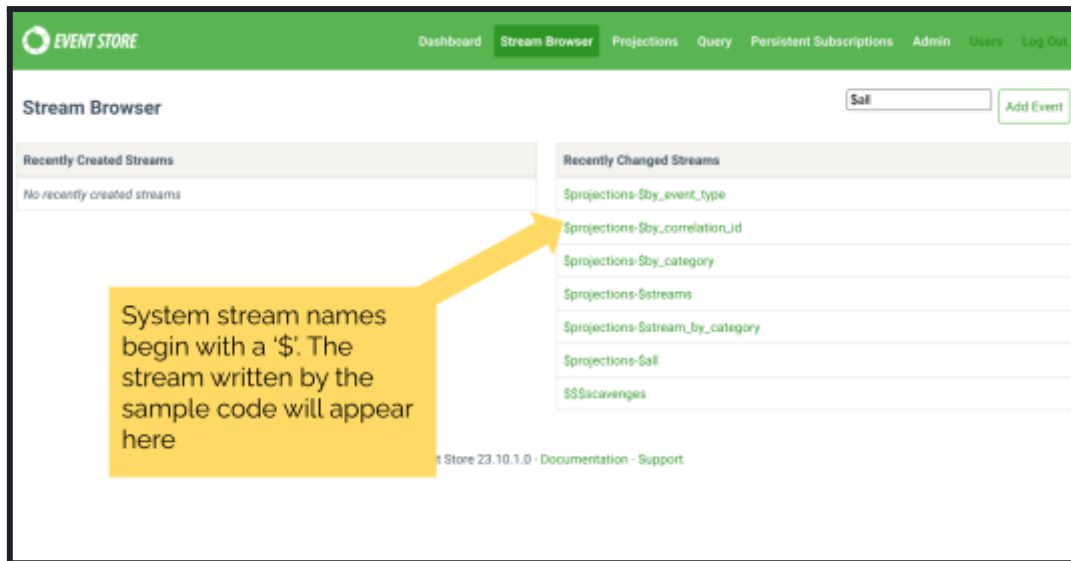 EVENT STORE
Dashboard Stream Browser Projections Query Persistent Subscriptions Admin Users Log Out
Stream Browser
$all
Add Event
Recently Created Streams
No recently created streams
Recently Changed Streams
$projections-$by_event_type
$projections-$by_correlation_id
$projections-$by_category
$projections-$streams
$projections-$stream_by_category
$projections-$all
$$$scavenges
System stream names
begin with a ‘$’. The
stream written by the
sample code will appear
here
t Store 23.10.1.0 - Documentation - Support